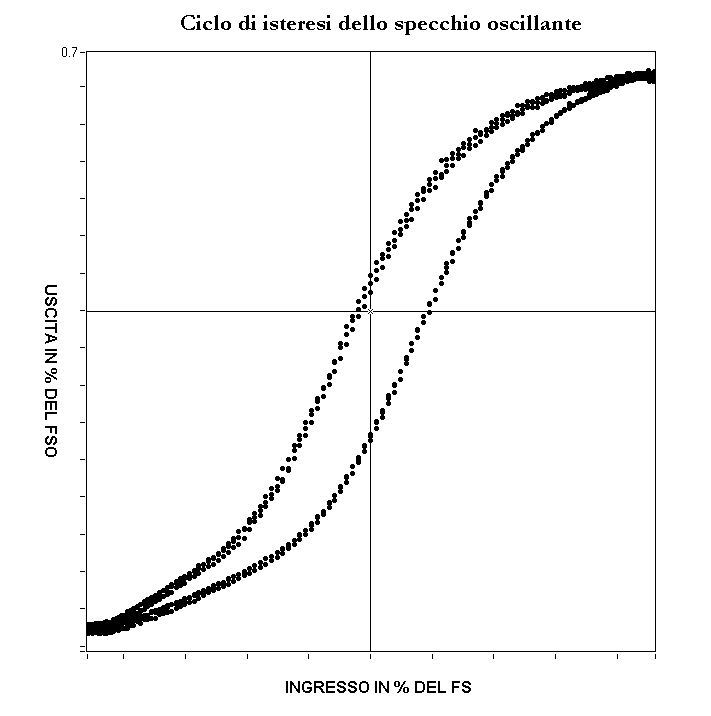 Ciclo di isteresi dello specchio oscillante
0.7
USCITA IN % DEL FSO
INGRESSO IN % DEL FS